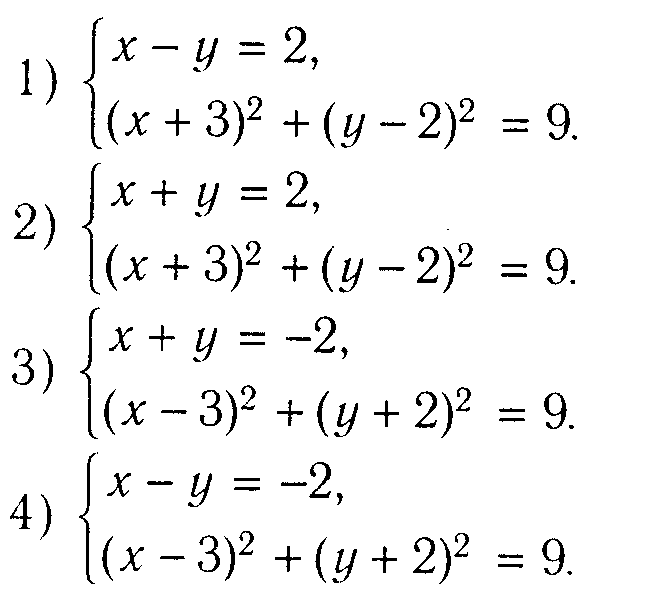 1) { x − y = 2,
(x + 3)² + (y − 2)² = 9.
2) { x + y = 2,
(x + 3)² + (y − 2)² = 9.
3) { x + y = −2,
(x − 3)² + (y + 2)² = 9.
4) { x − y = −2,
(x − 3)² + (y + 2)² = 9.